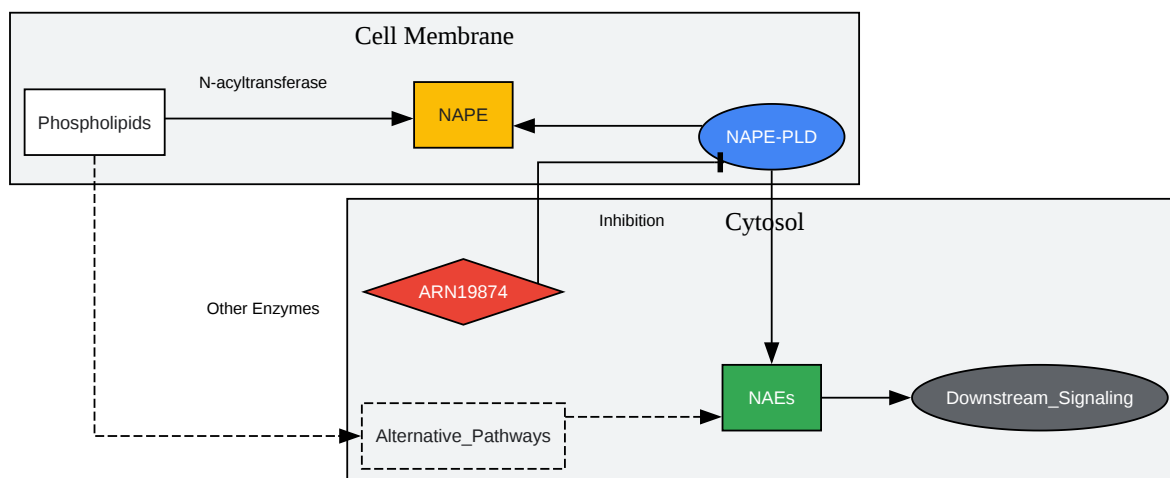 Cell Membrane
N-acyltransferase
Phospholipids
NAPE
NAPE-PLD
Inhibition
Cytosol
ARN19874
Other Enzymes
NAEs
Downstream_Signaling
Alternative_Pathways